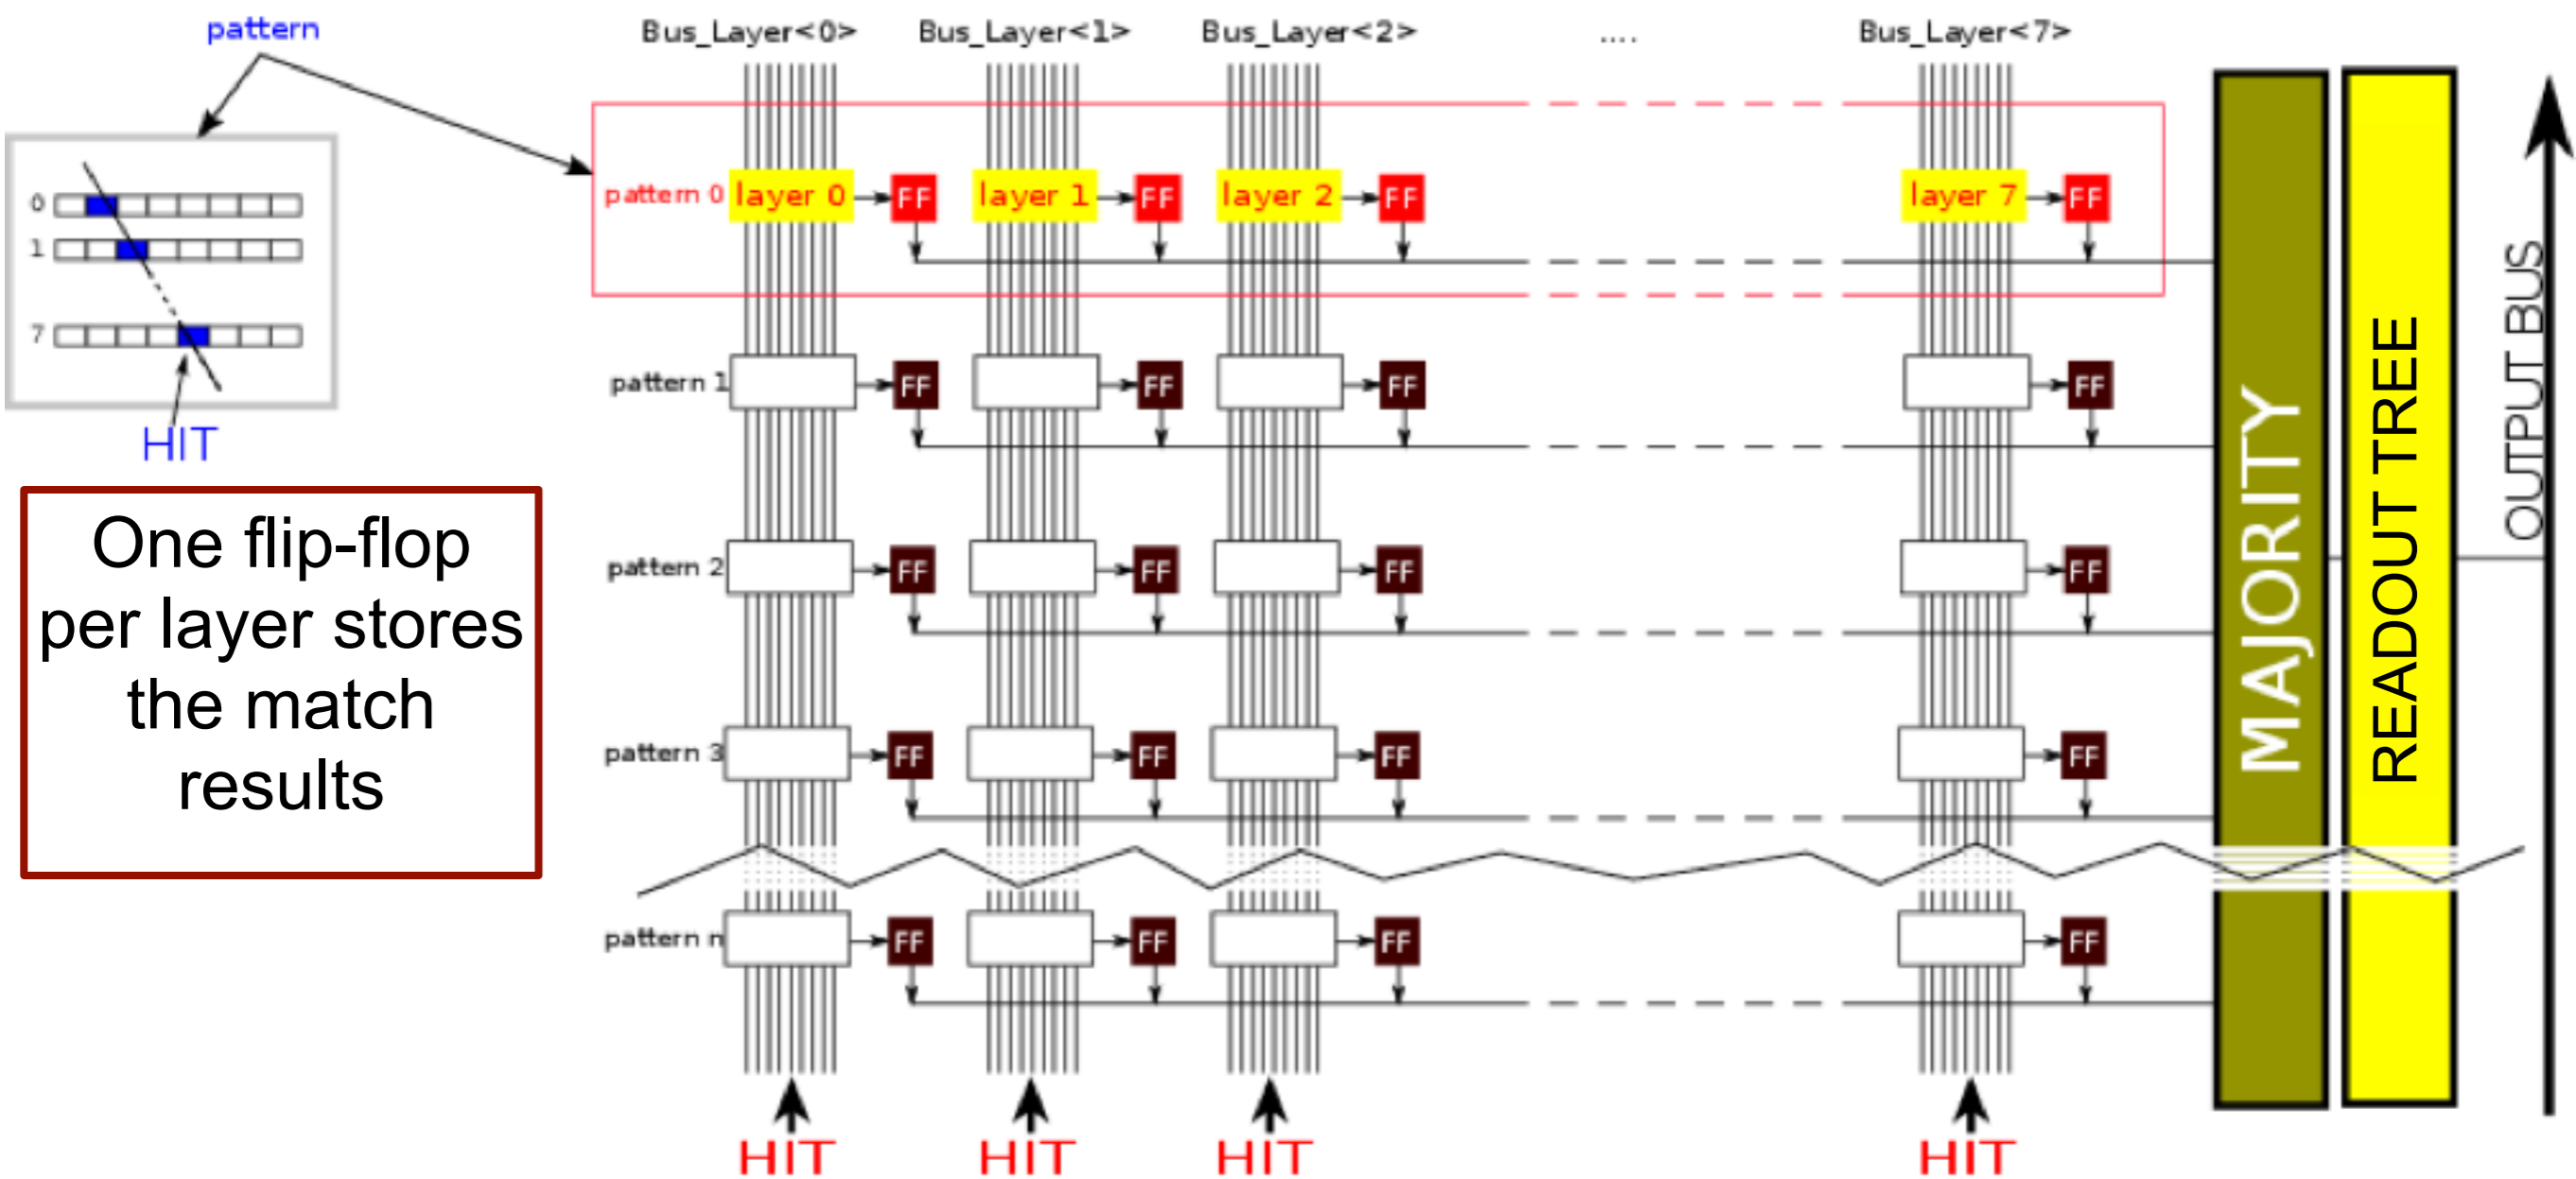 pattern
Bus_Layer<0>
Bus_Layer<1>
Bus_Layer<2>
....
Bus_Layer<7>
0
1
7
HIT
One flip-flop
per layer stores
the match
results
pattern 0
layer 0
FF
layer 1
FF
layer 2
FF
layer 7
FF
pattern 1
FF
FF
FF
FF
pattern 2
FF
FF
FF
FF
pattern 3
FF
FF
FF
FF
pattern n
FF
FF
FF
FF
HIT
HIT
HIT
HIT
MAJORITY
READOUT TREE
OUTPUT BUS